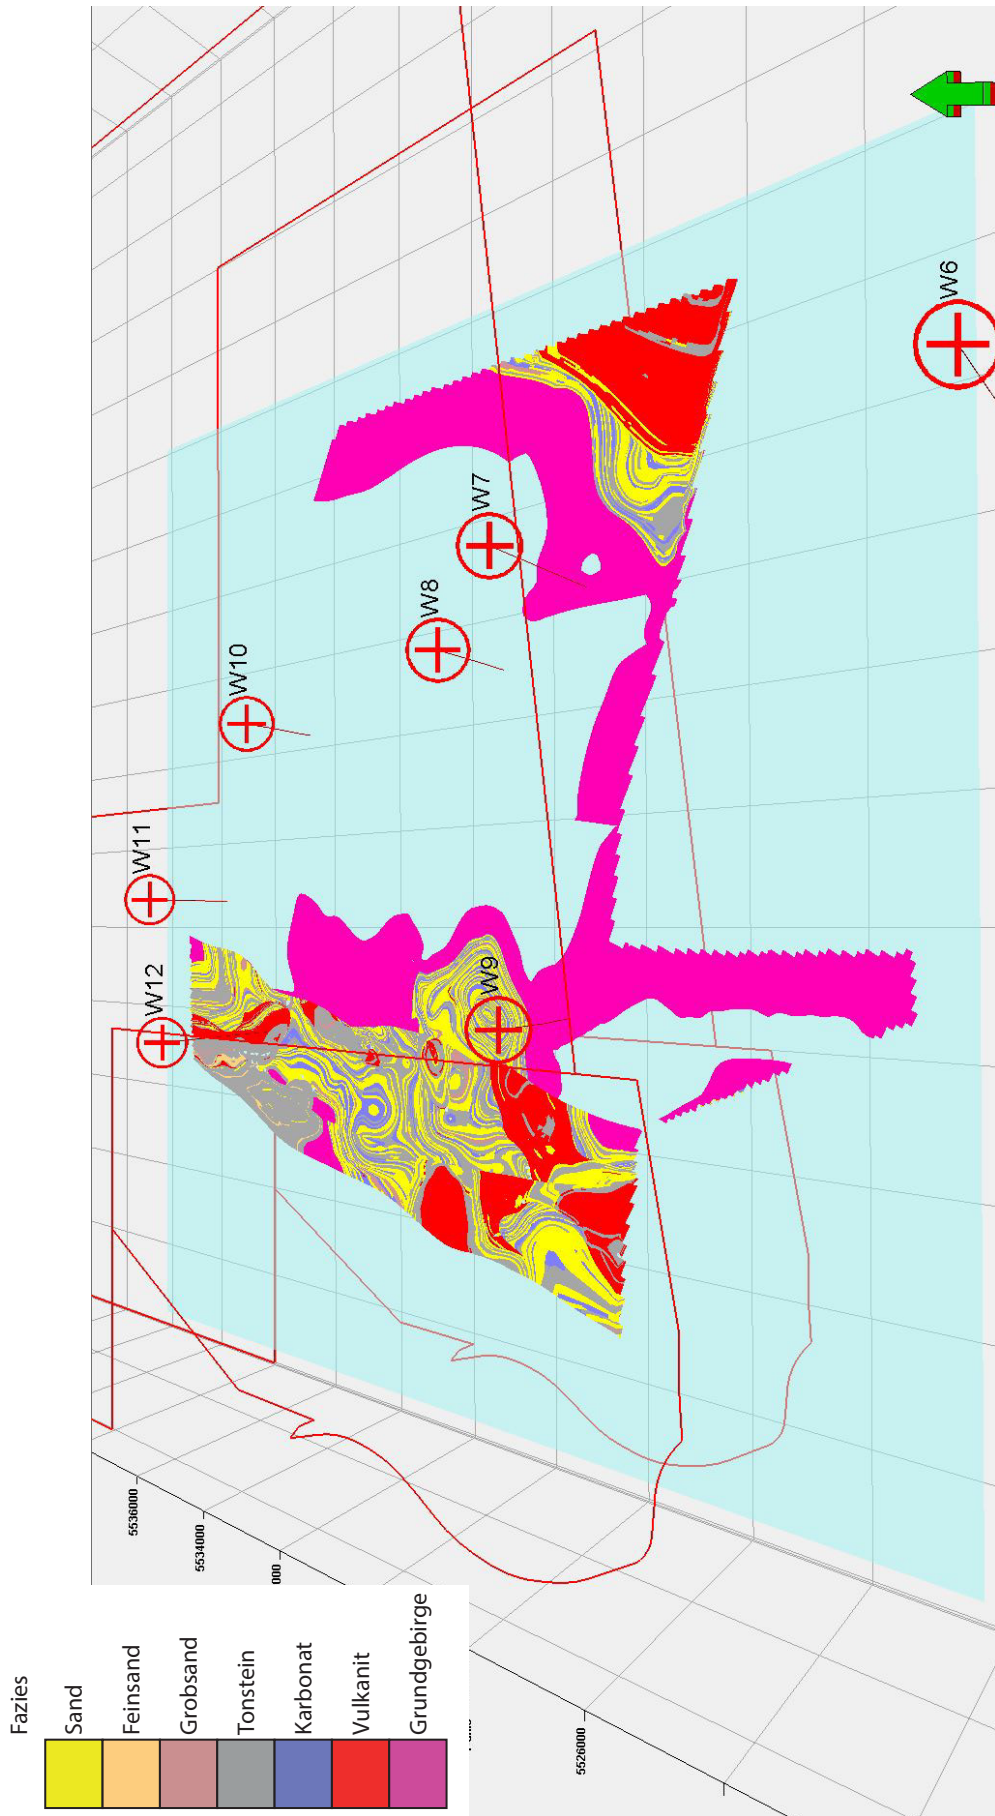 Fazies
Sand
Feinsand
Grobsand
Tonstein
Karbonat
Vulkanit
Grundgebirge
W12
W11
W10
W9
W8
W7
W6
5536000
5534000
000
5526000